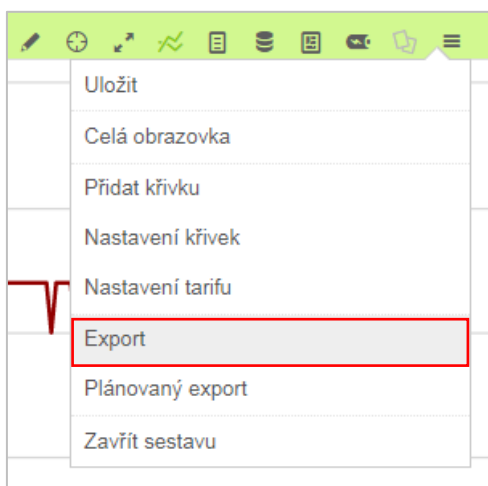 Uložit
Celá obrazovka
Přidat křivku
Nastavení křivek
Nastavení tarifu
Export
Plánovaný export
Zavřít sestavu